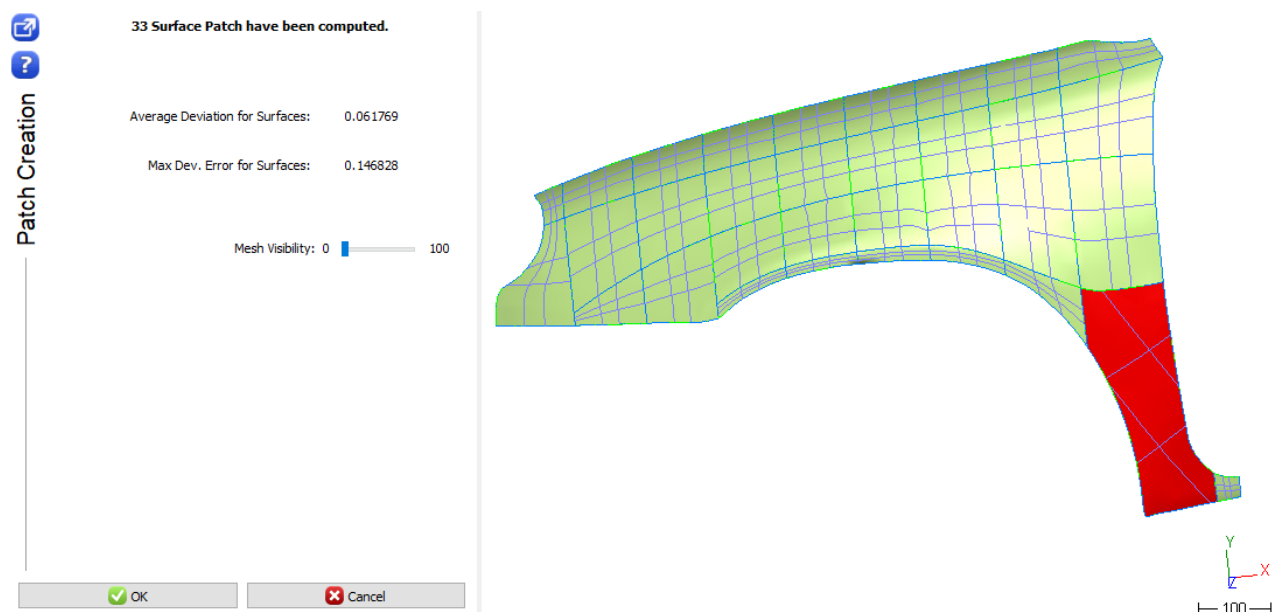 33 Surface Patch have been computed.
?
Patch Creation
Average Deviation for Surfaces: 0.061769
Max Dev. Error for Surfaces: 0.146828
Mesh Visibility: 0 100
OK
Cancel
Y
X
Z
100